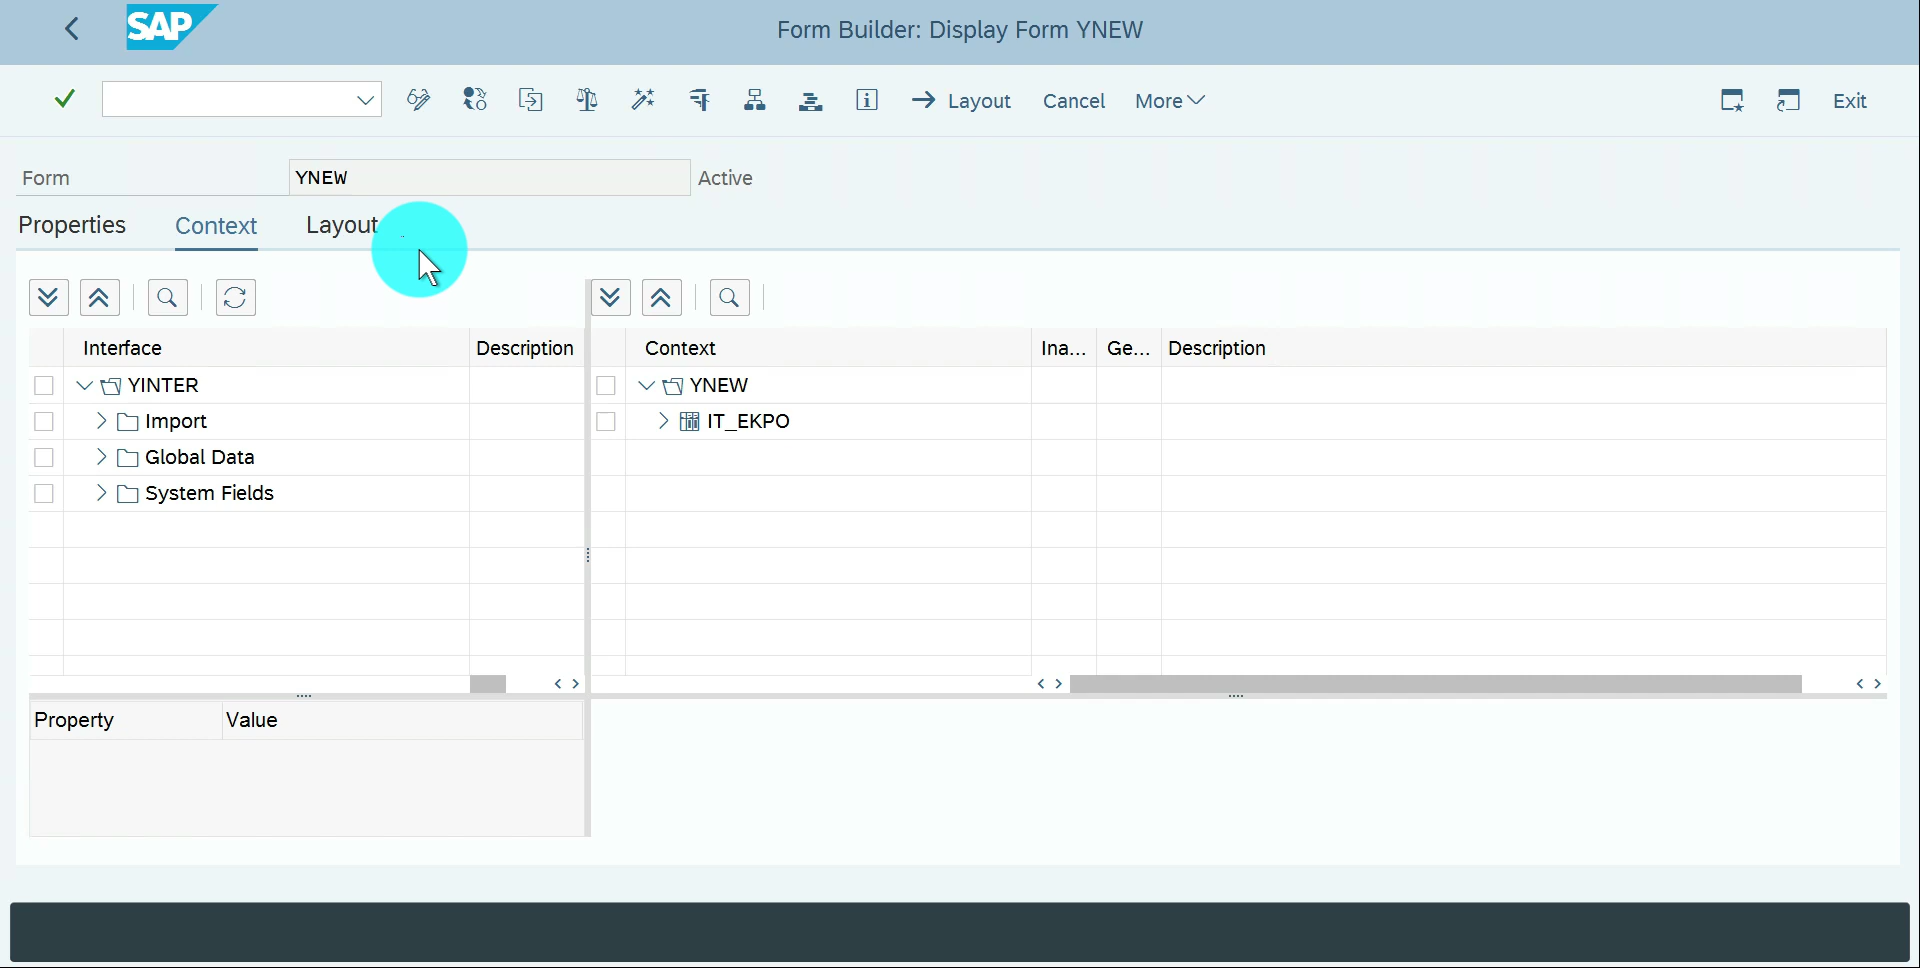 SAP
Form Builder: Display Form YNEW
Layout Cancel More Exit
Form YNEW Active
Properties Context Layout
Interface Description Context Ina... Ge... Description
YINTER YNEW
Import IT_EKPO
Global Data
System Fields
Property Value